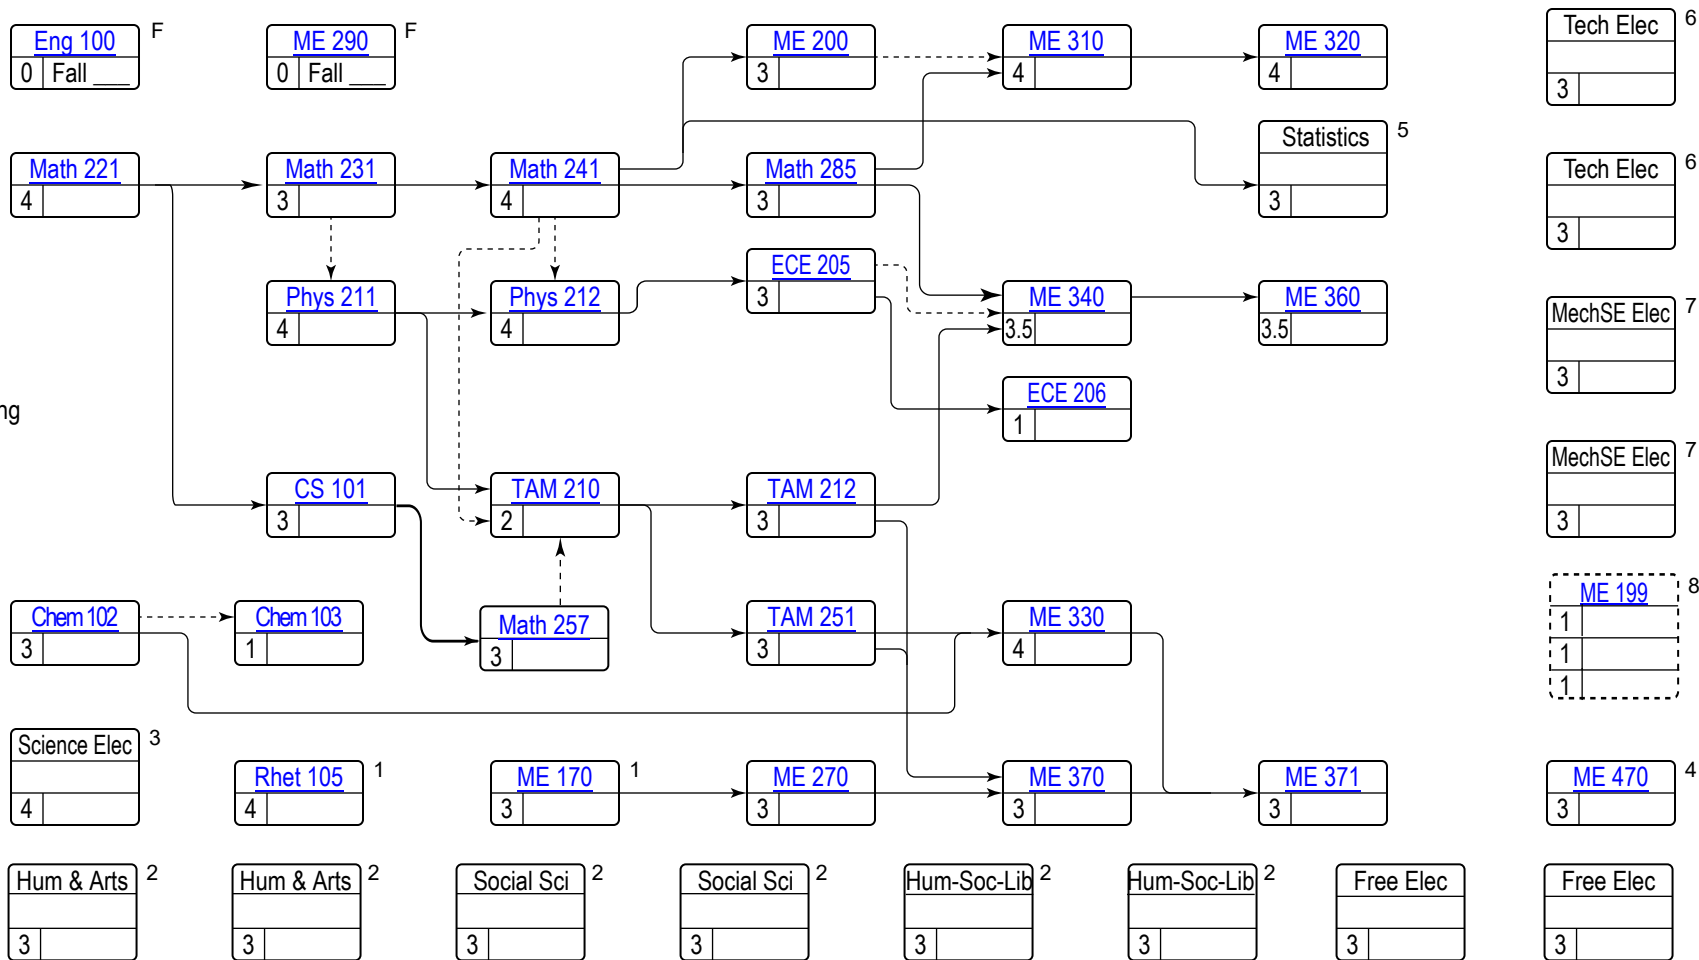 Eng 100 F
0 Fall ___
ME 290 F
0 Fall ___
ME 200
3
ME 310
4
ME 320
4
Tech Elec 6
3
Statistics 5
3
Math 221
4
Math 231
3
Math 241
4
Math 285
3
Tech Elec 6
3
Phys 211
4
Phys 212
4
ECE 205
3
ME 340
3.5
ME 360
3.5
MechSE Elec 7
3
ng
ECE 206
1
CS 101
3
TAM 210
2
TAM 212
3
MechSE Elec 7
3
Chem 102
3
Chem 103
1
Math 257
3
TAM 251
3
ME 330
4
ME 199 8
1
1
1
Science Elec 3
4
Rhet 105 1
4
ME 170 1
3
ME 270
3
ME 370
3
ME 371
3
ME 470 4
3
Hum & Arts 2
3
Hum & Arts 2
3
Social Sci 2
3
Social Sci 2
3
Hum-Soc-Lib 2
3
Hum-Soc-Lib 2
3
Free Elec
3
Free Elec
3